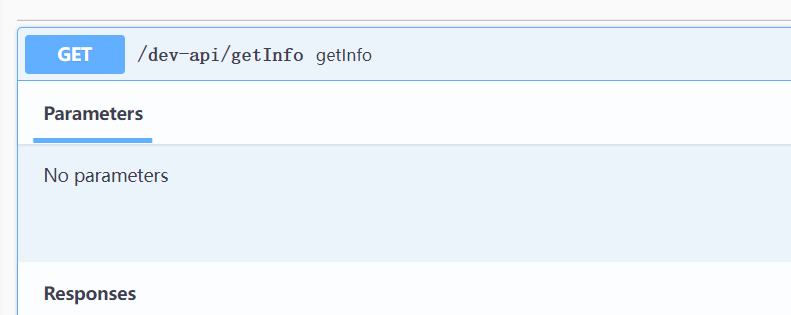 GET /dev-api/getInfo getInfo
Parameters
No parameters
Responses